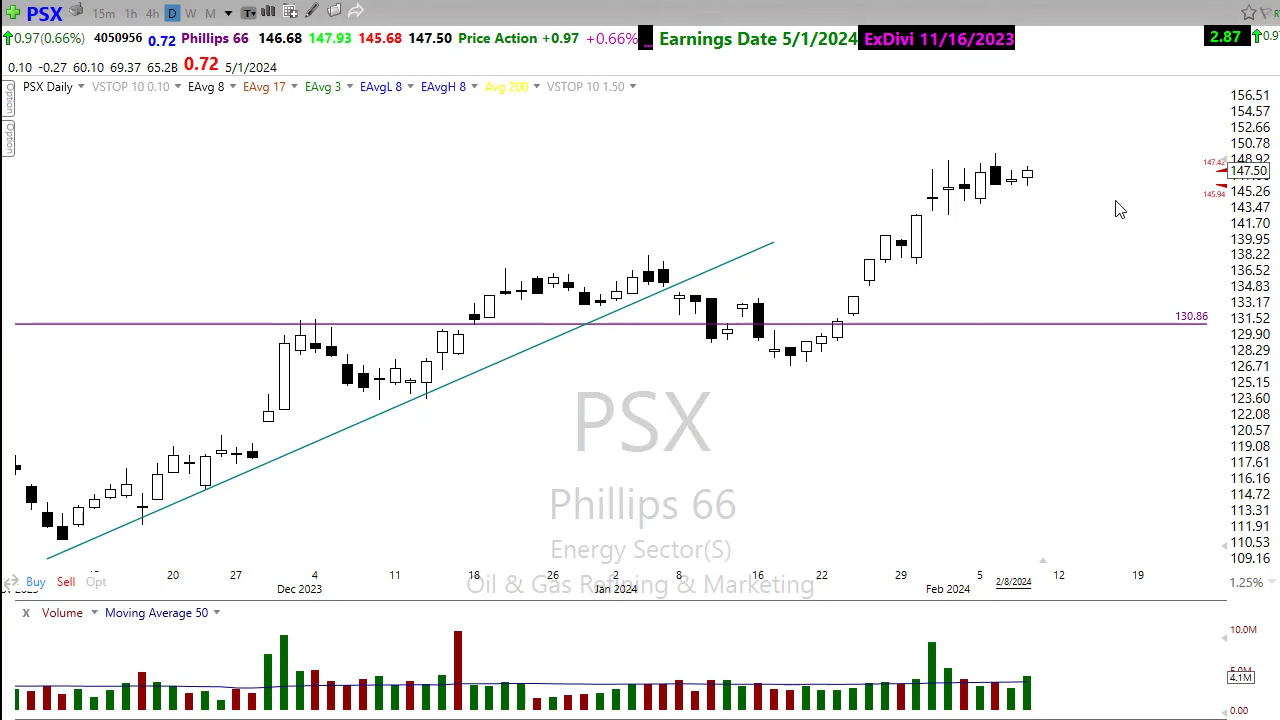 PSX 15m 1h 4h D W M T
0.97(0.66%) 4050956 0.72 Phillips 66 146.68 147.93 145.68 147.50 Price Action +0.97 +0.66% ... Earnings Date 5/1/2024 ExDivi 11/16/2023 2.87
0.10 -0.27 60.10 69.37 65.2B 0.72 5/1/2024
Option
Option
PSX Daily VSTOP 10 0.10 EAvg 8 EAvg 17 EAvg 3 EAvgL 8 EAvgH 8 Avg 200 VSTOP 10 1.50
156.51
154.57
152.66
150.78
148.92
147.42
147.50
145.94
145.26
143.47
141.70
139.95
138.22
136.52
134.83
133.17
130.86
131.52
129.90
128.29
126.71
125.15
123.60
122.08
120.57
119.08
117.61
116.16
114.72
113.31
111.91
110.53
109.16
PSX
Phillips 66
Energy Sector(S)
Oil & Gas Refining & Marketing
20 27 4 11 18 26 2 8 16 22 29 5 12 19
Buy Sell Opt 1.25%
Dec 2023 Jan 2024 Feb 2024 2/8/2024
X Volume Moving Average 50
10.0M
4.1M
0.00